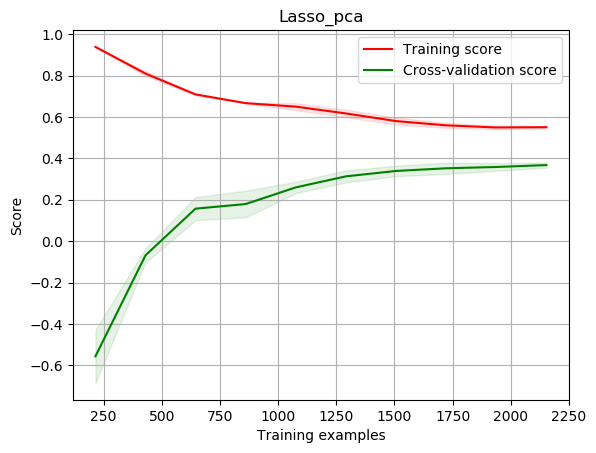 Lasso_pca
1.0
0.8
0.6
0.4
0.2
0.0
−0.2
−0.4
−0.6
Score
Training score
Cross-validation score
250 500 750 1000 1250 1500 1750 2000 2250
Training examples